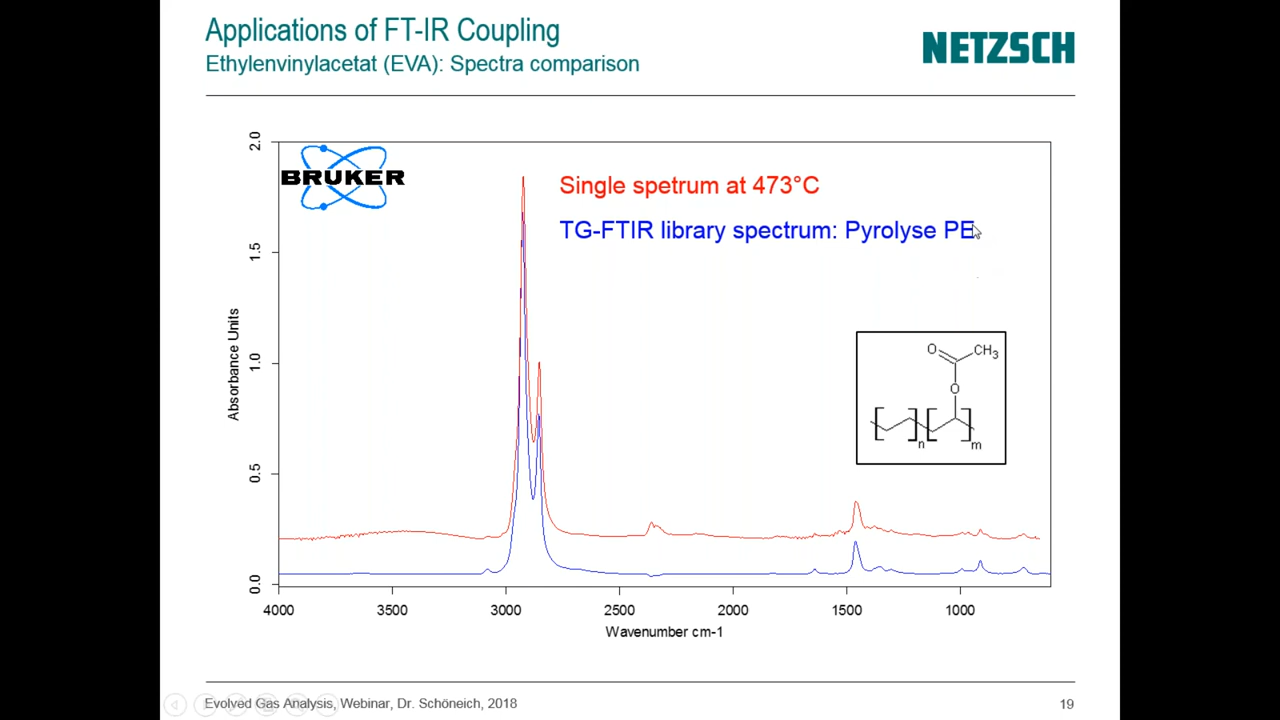 Applications of FT-IR Coupling
Ethylenvinylacetat (EVA): Spectra comparison
NETZSCH
BRUKER
Single spetrum at 473°C
TG-FTIR library spectrum: Pyrolyse PE
Absorbance Units
2.0
1.5
1.0
0.5
0.0
O
CH3
O
n
m
4000
3500
3000
2500
2000
1500
1000
Wavenumber cm-1
Evolved Gas Analysis, Webinar, Dr. Schöneich, 2018
19